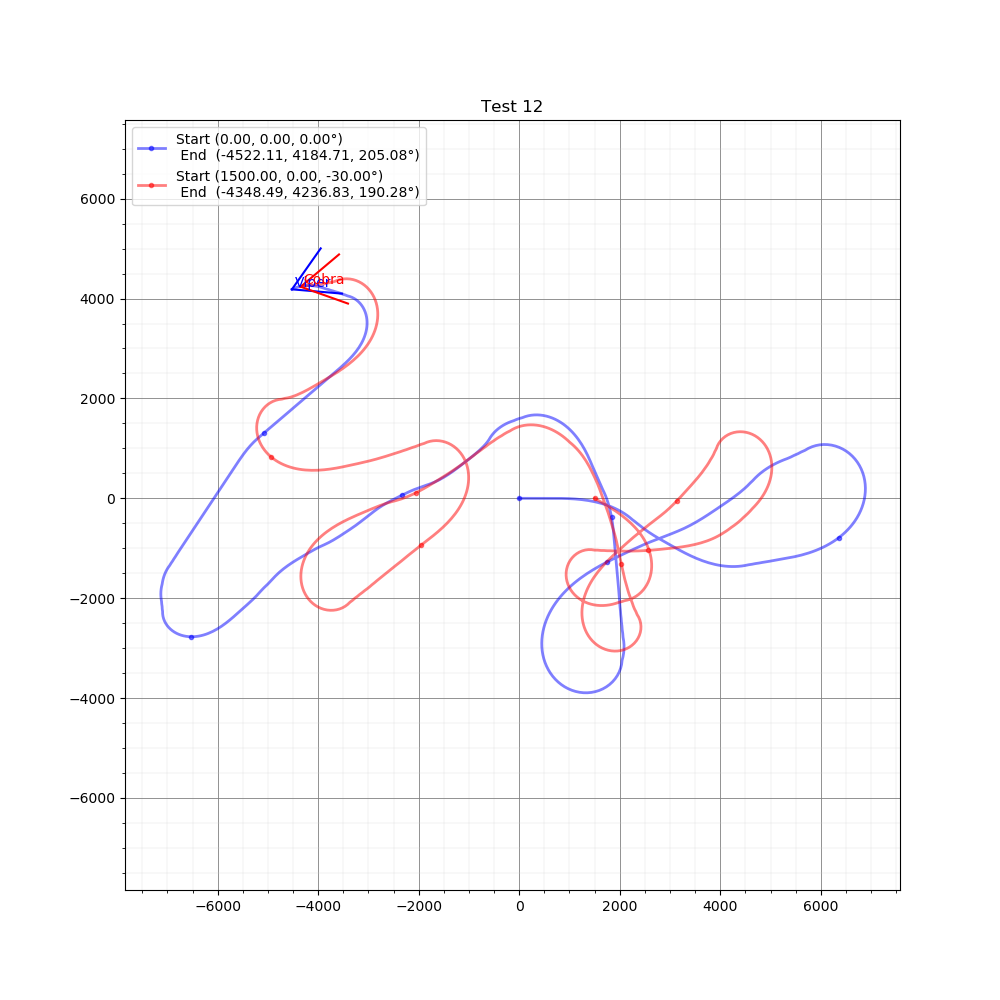 Test 12
Start (0.00, 0.00, 0.00°)
End (-4522.11, 4184.71, 205.08°)
Start (1500.00, 0.00, -30.00°)
End (-4348.49, 4236.83, 190.28°)
6000
4000
2000
0
−2000
−4000
−6000
Viper
Cobra
−6000 −4000 −2000 0 2000 4000 6000